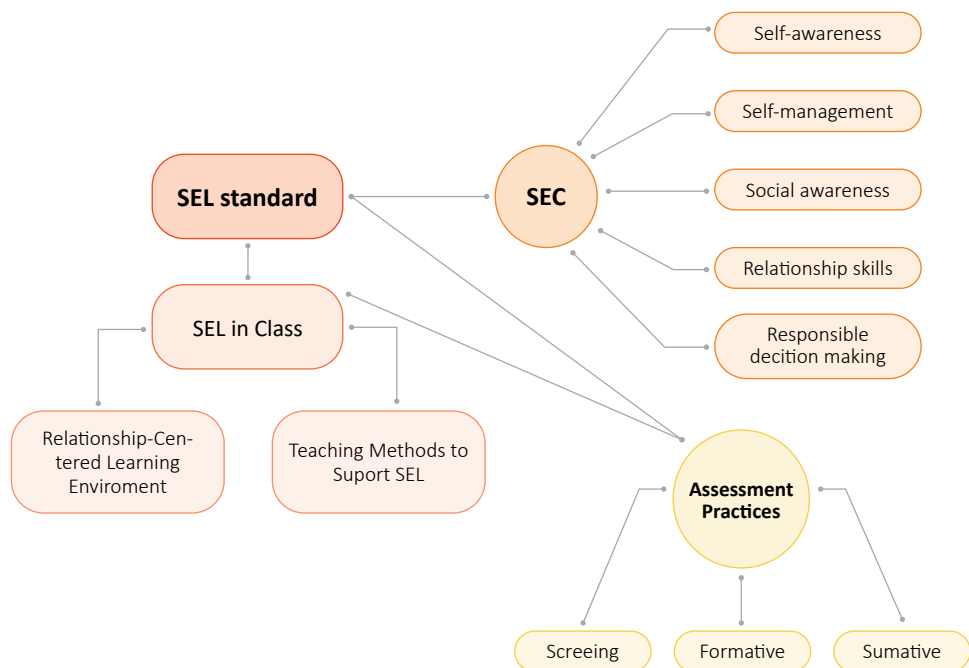 Self-awareness
Self-management
SEL standard
SEC
Social awareness
Relationship skills
SEL in Class
Responsible
decition making
Relationship-Cen-
tered Learning
Enviroment
Teaching Methods to
Suport SEL
Assessment
Practices
Screeing
Formative
Sumative